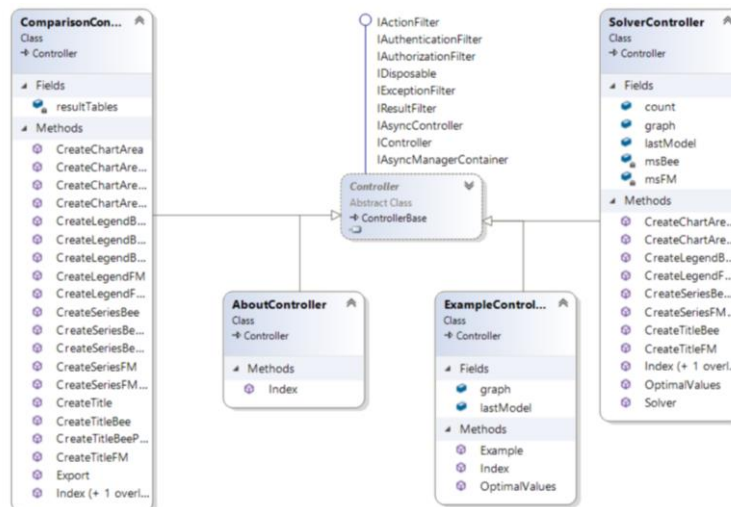 ComparisonCon...
Class
Controller
Fields
resultTables
Methods
CreateChartArea
CreateChartAre...
CreateChartAre...
CreateChartAre...
CreateLegendB...
CreateLegendB...
CreateLegendB...
CreateLegendFM
CreateLegendF...
CreateSeriesBee
CreateSeriesBe...
CreateSeriesBe...
CreateSeriesFM
CreateSeriesFM...
CreateTitle
CreateTitleBee
CreateTitleBeeP...
CreateTitleFM
Export
Index (+ 1 overl...
IActionFilter
IAuthenticationFilter
IAuthorizationFilter
IDisposable
IExceptionFilter
IResultFilter
IAsyncController
IController
IAsyncManagerContainer
Controller
Abstract Class
ControllerBase
AboutController
Class
Controller
Methods
Index
ExampleControl...
Class
Controller
Fields
graph
lastModel
Methods
Example
Index
OptimalValues
SolverController
Class
Controller
Fields
count
graph
lastModel
msBee
msFM
Methods
CreateChartAre...
CreateChartAre...
CreateLegendB...
CreateLegendF...
CreateSeriesBe...
CreateSeriesFM...
CreateTitleBee
CreateTitleFM
Index (+ 1 overl...
OptimalValues
Solver